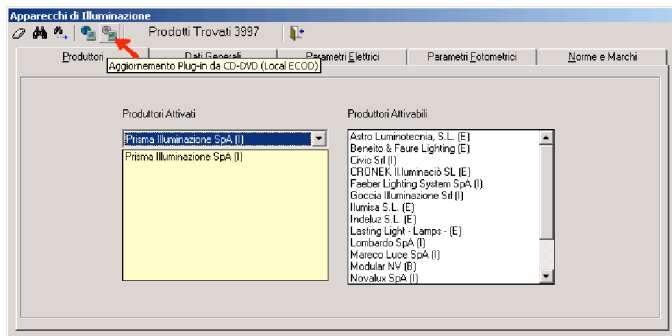 Apparecchi di Illuminazione
Prodotti Trovati 3997
Produttori
Dati Generali
Parametri Elettrici
Parametri Fotometrici
Norme e Marchi
Aggiornemento Plug-in da CD-DVD (Local ECOD)
Produttori Attivati
Produttori Attivabili
Prisma Illuminazione SpA (I)
Prisma Illuminazione SpA (I)
Astro Luminotecnia, S.L. (E)
Beneito & Faure Lighting (E)
Civic Srl (I)
CRONEK Il.luminaciò SL (E)
Faeber Lighting System SpA (I)
Goccia Illuminazione Srl (I)
Ilumisa S.L. (E)
Indeluz S.L. (E)
Lasting Light - Lamps - (E)
Lombardo SpA (I)
Mareco Luce SpA (I)
Modular NV (B)
Novalux SpA (I)